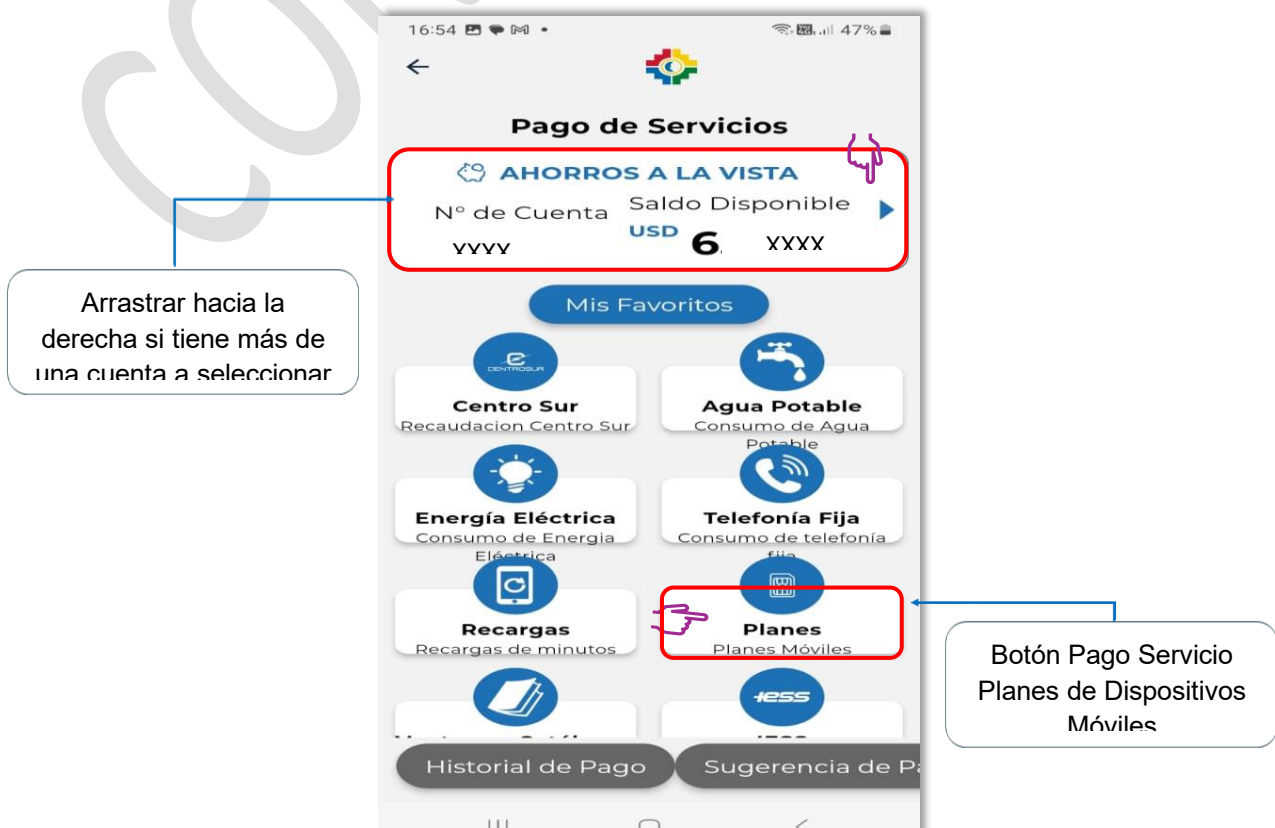 16:54
47%
Pago de Servicios
AHORROS A LA VISTA
Nº de Cuenta
Saldo Disponible
USD
6.
XXXX
XXXX
Arrastrar hacia la
derecha si tiene más de
una cuenta a seleccionar
Mis Favoritos
CENTROSUR
Centro Sur
Recaudacion Centro Sur
Agua Potable
Consumo de Agua
Potable
Energía Eléctrica
Consumo de Energia
Eléctrica
Telefonía Fija
Consumo de telefonía
fija
Recargas
Recargas de minutos
Planes
Planes Móviles
Botón Pago Servicio
Planes de Dispositivos
Móviles
iess
Historial de Pago
Sugerencia de